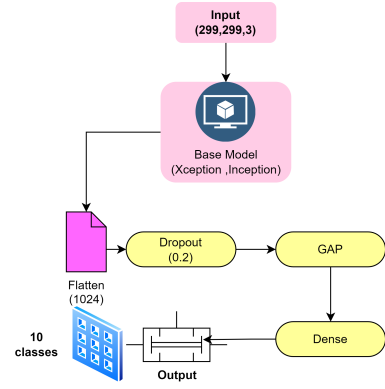 Input
(299,299,3)
Base Model
(Xception ,Inception)
Flatten
(1024)
Dropout
(0.2)
GAP
Dense
Output
10
classes